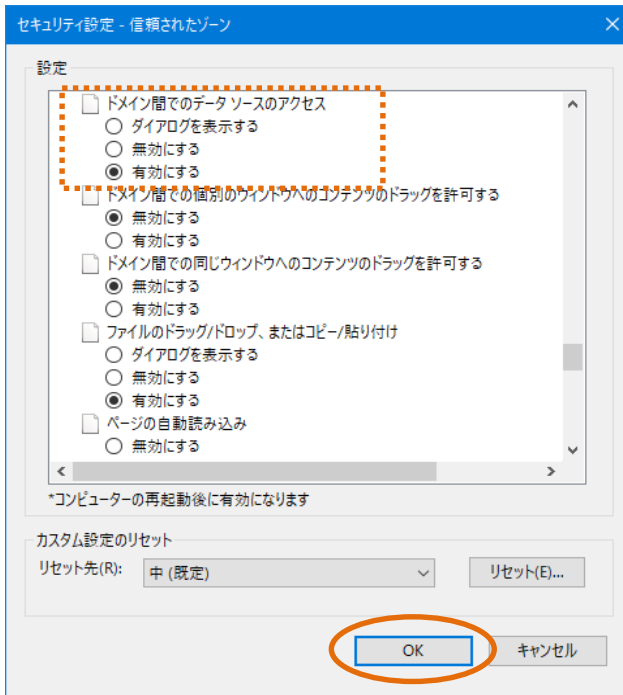 セキュリティ設定 - 信頼されたゾーン
設定
ドメイン間でのデータ ソースのアクセス
ダイアログを表示する
無効にする
有効にする
ドメイン間での個別のウィンドウへのコンテンツのドラッグを許可する
無効にする
有効にする
ドメイン間での同じウィンドウへのコンテンツのドラッグを許可する
無効にする
有効にする
ファイルのドラッグ/ドロップ、またはコピー/貼り付け
ダイアログを表示する
無効にする
有効にする
ページの自動読み込み
無効にする
*コンピューターの再起動後に有効になります
カスタム設定のリセット
リセット先(R): 中 (既定) リセット(E)...
OK キャンセル